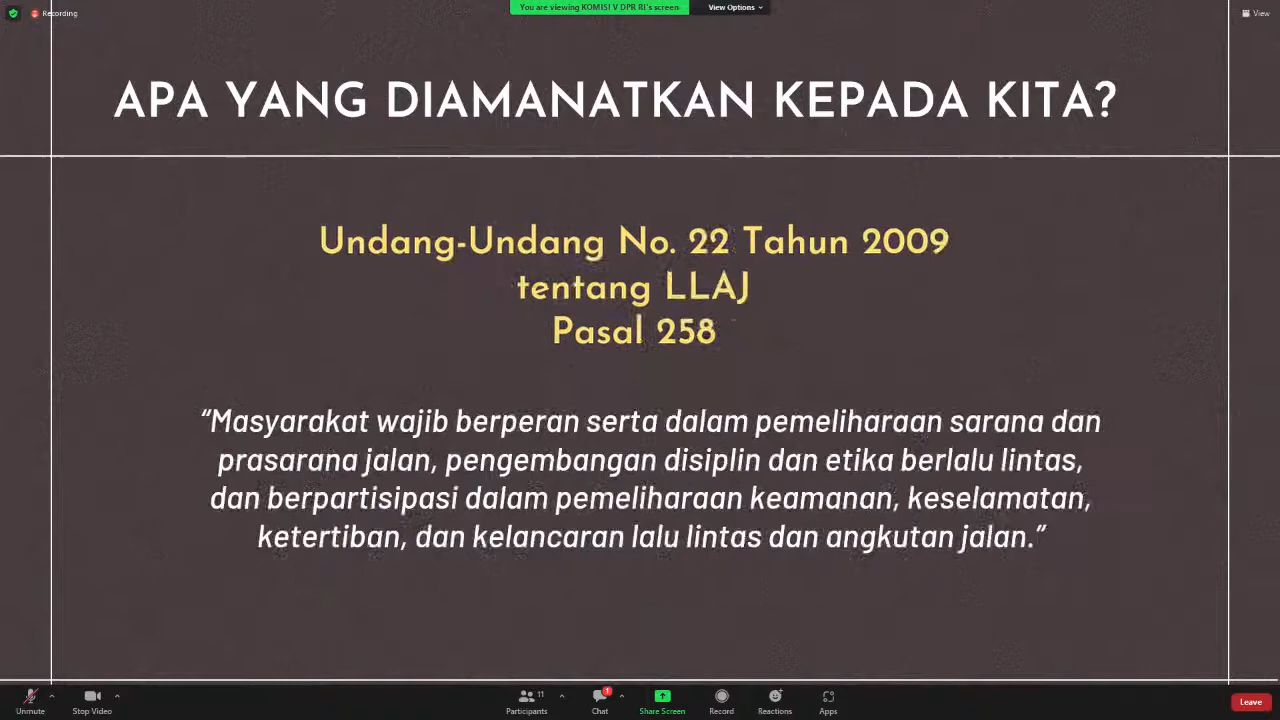 Recording
You are viewing KOMISI V DPR RI's screen
View Options
View
APA YANG DIAMANATKAN KEPADA KITA?
Undang-Undang No. 22 Tahun 2009
tentang LLAJ
Pasal 258
“Masyarakat wajib berperan serta dalam pemeliharaan sarana dan
prasarana jalan, pengembangan disiplin dan etika berlalu lintas,
dan berpartisipasi dalam pemeliharaan keamanan, keselamatan,
ketertiban, dan kelancaran lalu lintas dan angkutan jalan.”
Unmute
Stop Video
11
Participants
1
Chat
Share Screen
Record
Reactions
Apps
Leave